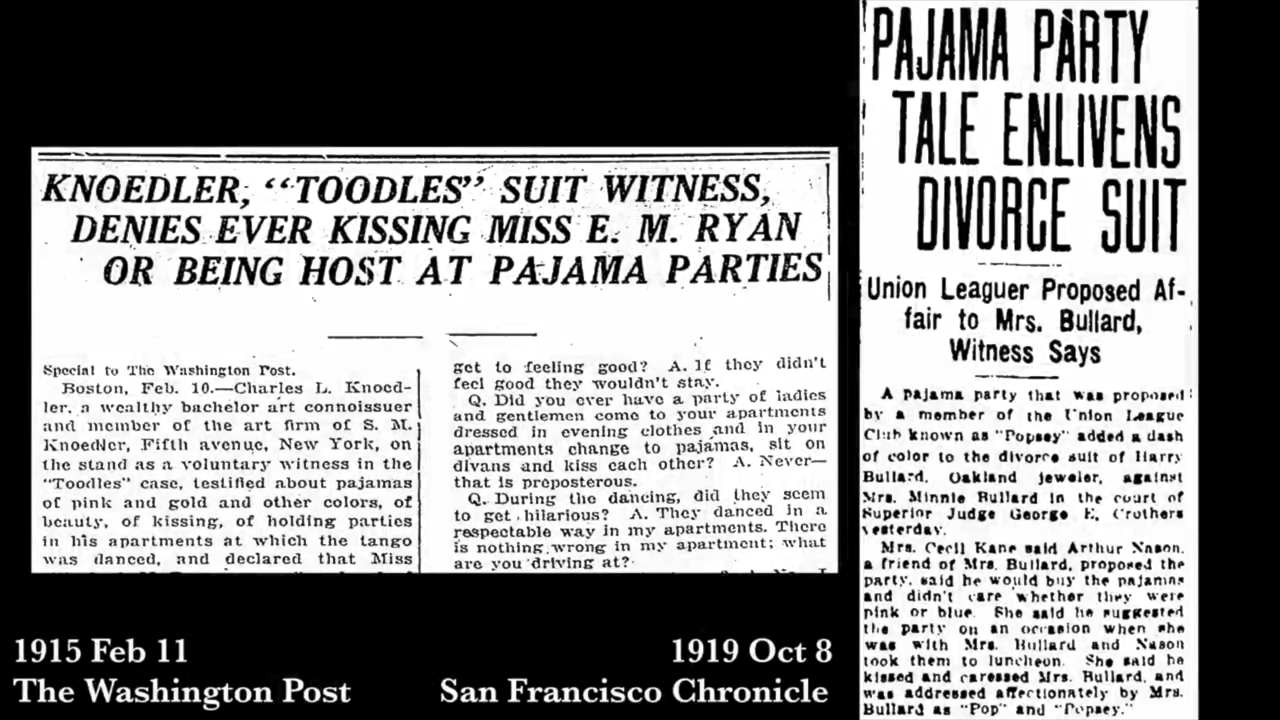 KNOEDLER, “TOODLES” SUIT WITNESS,
DENIES EVER KISSING MISS E. M. RYAN
OR BEING HOST AT PAJAMA PARTIES
Special to The Washington Post.
Boston, Feb. 10.—Charles L. Knoed-
ler, a wealthy bachelor art connoisseur
and member of the art firm of S. M.
Knoedler, Fifth avenue, New York, on
the stand as a voluntary witness in the
"Toodles" case, testified about pajamas
of pink and gold and other colors, of
beauty, of kissing, of holding parties
in his apartments at which the tango
was danced, and declared that Miss
get to feeling good? A. If they didn't
feel good they wouldn't stay.
Q. Did you ever have a party of ladies
and gentlemen come to your apartments
dressed in evening clothes and in your
apartments change to pajamas, sit on
divans and kiss each other? A. Never—
that is preposterous.
Q. During the dancing, did they seem
to get hilarious? A. They danced in a
respectable way in my apartments. There
is nothing wrong in my apartment; what
are you driving at?
1915 Feb 11
The Washington Post
PAJAMA PARTY
TALE ENLIVENS
DIVORCE SUIT
Union Leaguer Proposed Af-
fair to Mrs. Bullard,
Witness Says
A pajama party that was proposed
by a member of the Union League
Club known as "Popsey" added a dash
of color to the divorce suit of Harry
Bullard, Oakland jeweler, against
Mrs. Minnie Bullard in the court of
Superior Judge George E. Crothers
yesterday.
Mrs. Cecil Kane said Arthur Nason,
a friend of Mrs. Bullard, proposed the
party, said he would buy the pajamas
and didn't care whether they were
pink or blue. She said he suggested
the party on an occasion when she
was with Mrs. Bullard and Nason
took them to luncheon. She said he
kissed and caressed Mrs. Bullard, and
was addressed affectionately by Mrs.
Bullard as "Pop" and "Popsey."
1919 Oct 8
San Francisco Chronicle